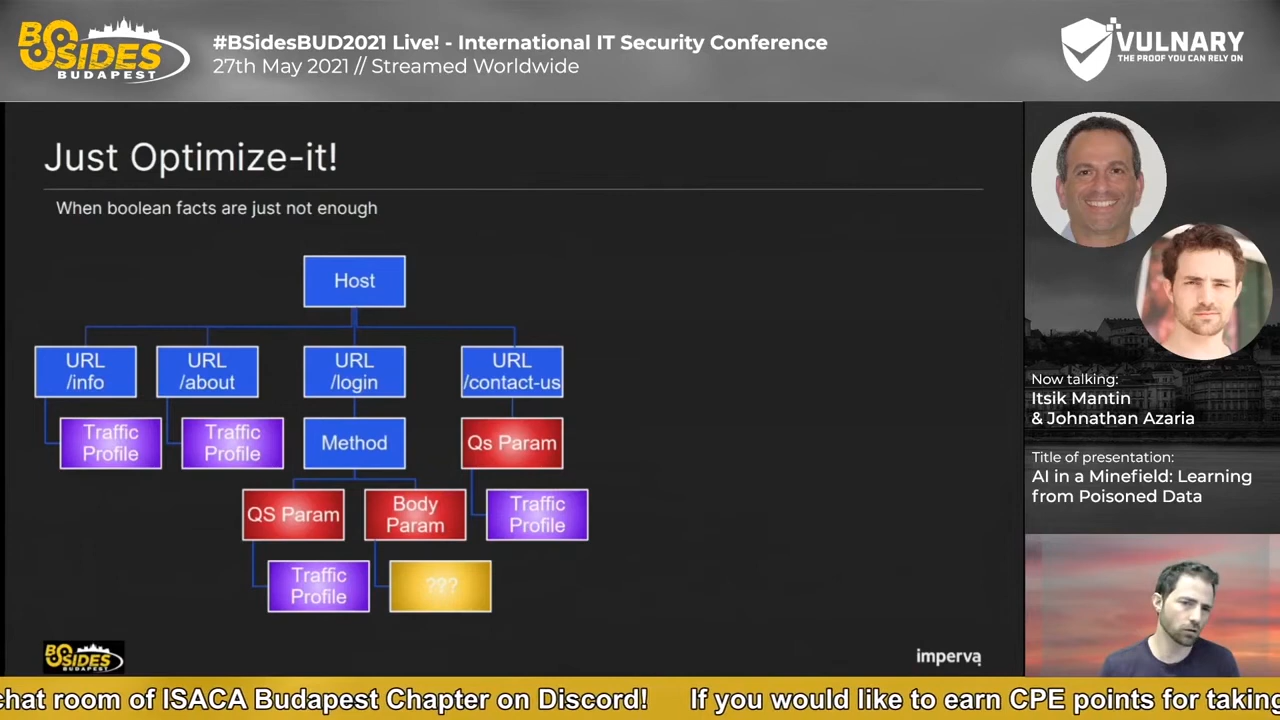 BSIDES
BUDAPEST
#BSidesBUD2021 Live! - International IT Security Conference
27th May 2021 // Streamed Worldwide
VULNARY
THE PROOF YOU CAN RELY ON
Just Optimize-it!
When boolean facts are just not enough
Host
URL
/info
URL
/about
URL
/login
URL
/contact-us
Traffic
Profile
Traffic
Profile
Method
Qs Param
QS Param
Body
Param
Traffic
Profile
Traffic
Profile
???
BSIDES
BUDAPEST
imperva
Now talking:
Itsik Mantin
& Johnathan Azaria
Title of presentation:
AI in a Minefield: Learning
from Poisoned Data
chat room of ISACA Budapest Chapter on Discord! If you would like to earn CPE points for taking